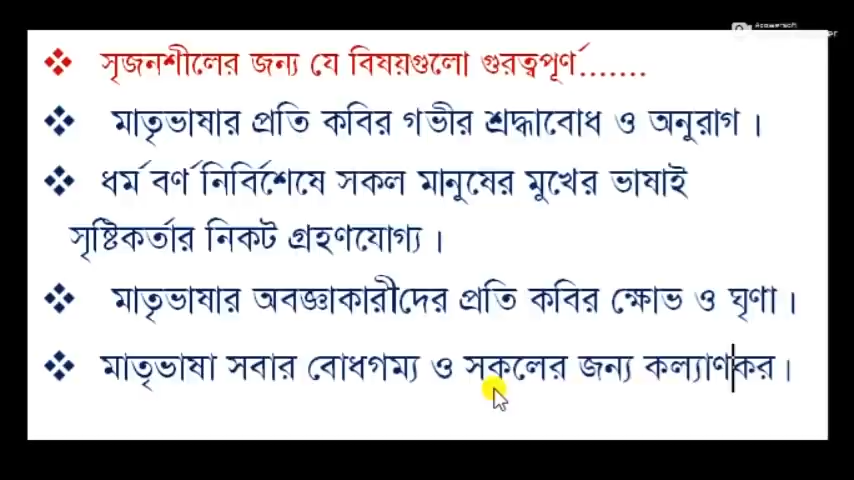 ❖ সৃজনশীলের জন্য যে বিষয়গুলো গুরত্বপূর্ণ.......
❖ মাতৃভাষার প্রতি কবির গভীর শ্রদ্ধাবোধ ও অনুরাগ ।
❖ ধর্ম বর্ণ নির্বিশেষে সকল মানুষের মুখের ভাষাই
সৃষ্টিকর্তার নিকট গ্রহণযোগ্য ।
❖ মাতৃভাষার অবজ্ঞাকারীদের প্রতি কবির ক্ষোভ ও ঘৃণা ।
❖ মাতৃভাষা সবার বোধগম্য ও সকলের জন্য কল্যাণকর ।